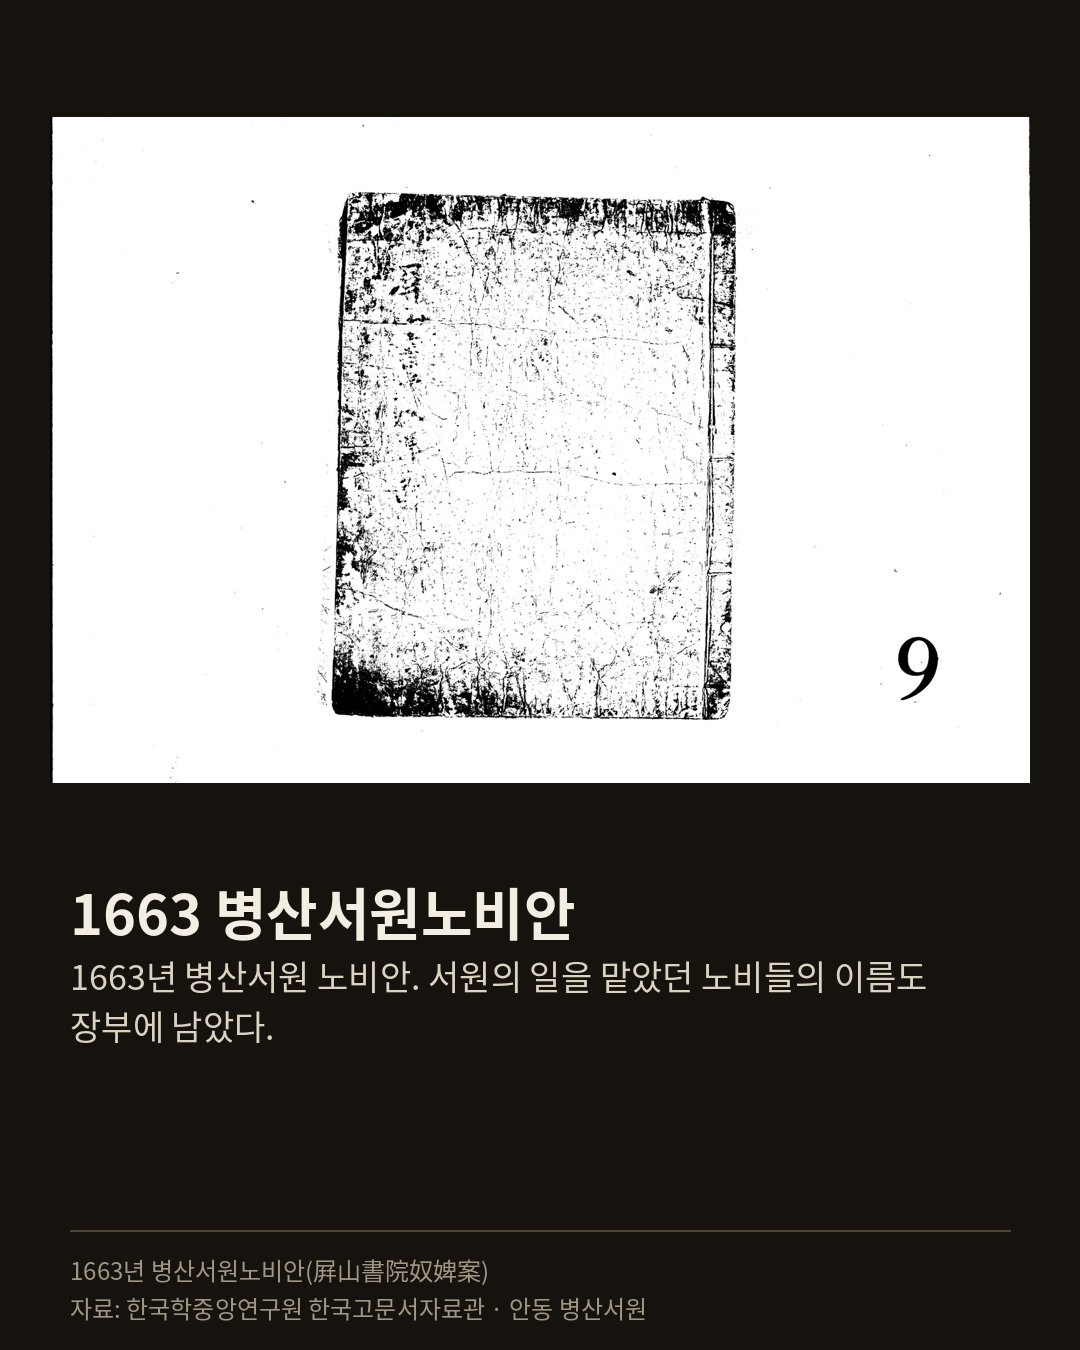 屏山書院
9
1663 병산서원노비안
1663년 병산서원 노비안. 서원의 일을 맡았던 노비들의 이름도
장부에 남았다.
1663년 병산서원노비안(屛山書院奴婢案)
자료: 한국학중앙연구원 한국고문서자료관 · 안동 병산서원